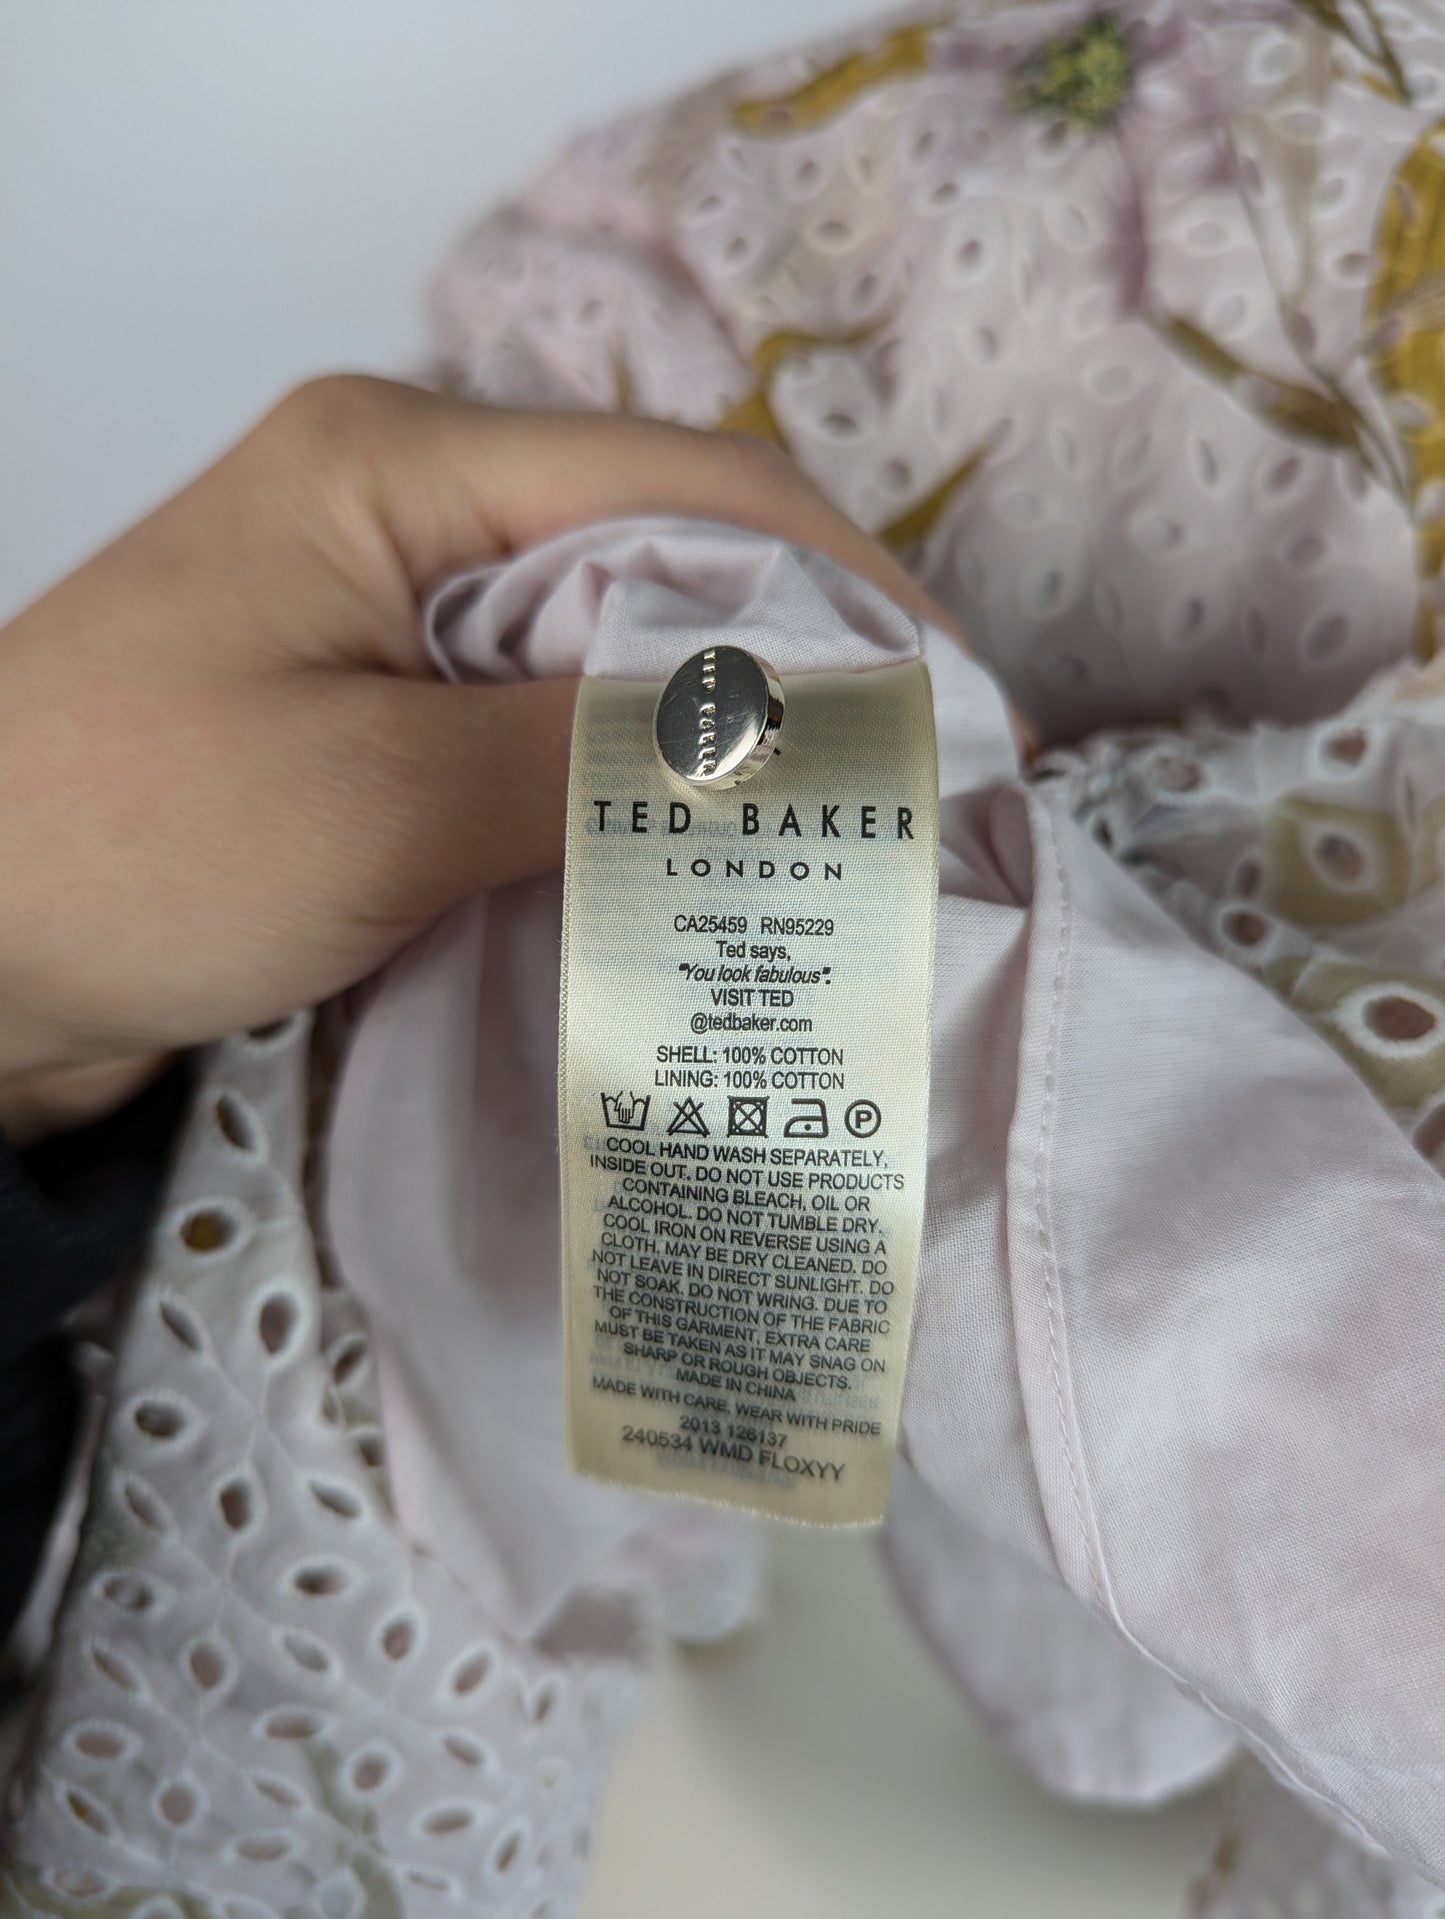 TED BAKER
TED BAKER
LONDON
CA25459 RN95229
Ted says,
"You look fabulous".
VISIT TED
@tedbaker.com
SHELL: 100% COTTON
LINING: 100% COTTON
P
COOL HAND WASH SEPARATELY,
INSIDE OUT. DO NOT USE PRODUCTS
CONTAINING BLEACH, OIL OR
ALCOHOL. DO NOT TUMBLE DRY.
COOL IRON ON REVERSE USING A
CLOTH. MAY BE DRY CLEANED. DO
NOT LEAVE IN DIRECT SUNLIGHT. DO
NOT SOAK. DO NOT WRING. DUE TO
THE CONSTRUCTION OF THE FABRIC
OF THIS GARMENT, EXTRA CARE
MUST BE TAKEN AS IT MAY SNAG ON
SHARP OR ROUGH OBJECTS.
MADE IN CHINA
MADE WITH CARE, WEAR WITH PRIDE
2013 126137
240534 WMD FLOXYY